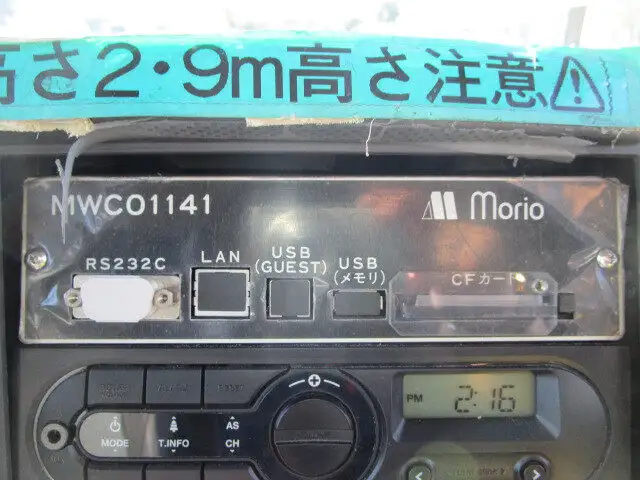 高さ2・9m高さ注意
MWC01141
Morio
RS232C
LAN
USB
(GUEST)
USB
(メモリ)
CFカー
PM 2:16
MODE
T.INFO
AS
CH